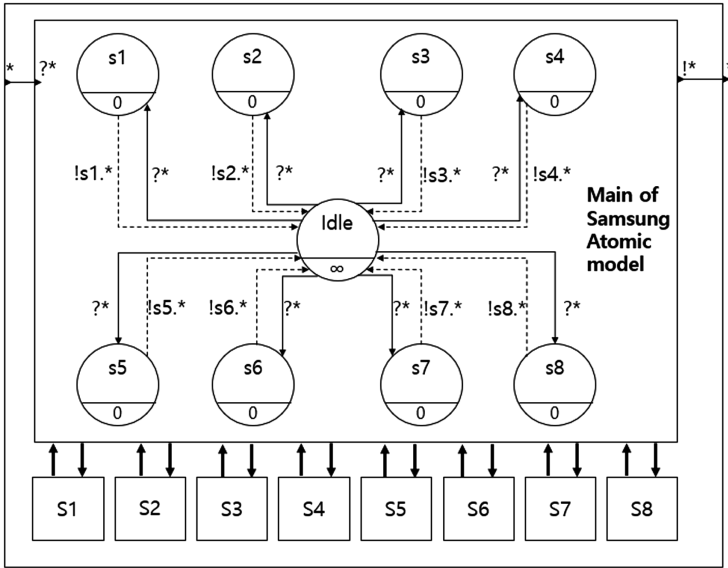 s1 s2 s3 s4
0 0 0 0
* ?* !* *
!s1.* ?* !s2.* ?* ?* !s3.* ?* !s4.*
Main of
Samsung
Atomic
model
Idle
∞
?* !s5.* !s6.* ?* ?* !s7.* !s8.* ?*
s5 s6 s7 s8
0 0 0 0
S1 S2 S3 S4 S5 S6 S7 S8